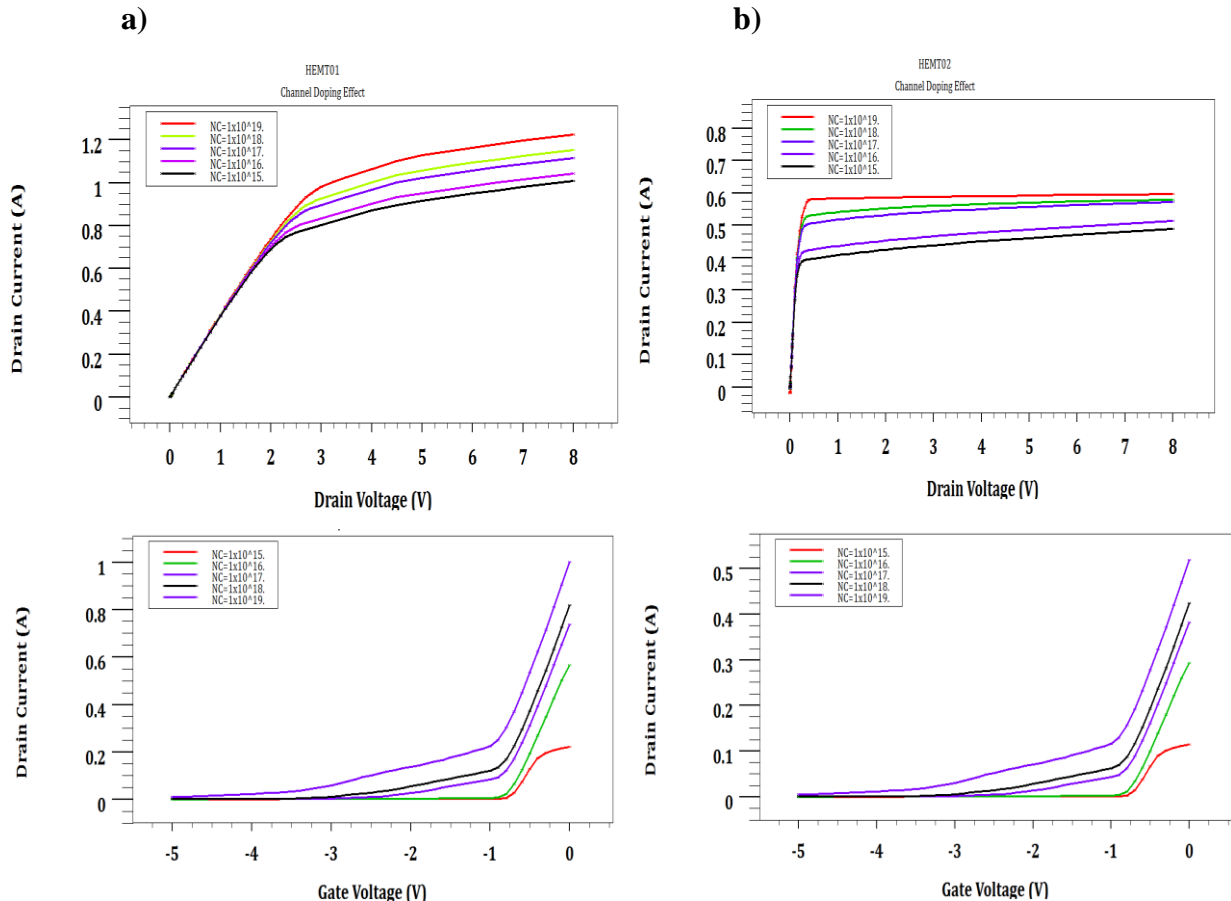 a)
HEMT01
Channel Doping Effect
NC=1x10^19.
NC=1x10^18.
NC=1x10^17.
NC=1x10^16.
NC=1x10^15.
Drain Current (A)
1.2
1
0.8
0.6
0.4
0.2
0
0 1 2 3 4 5 6 7 8
Drain Voltage (V)
b)
HEMT02
Channel Doping Effect
NC=1x10^19.
NC=1x10^18.
NC=1x10^17.
NC=1x10^16.
NC=1x10^15.
Drain Current (A)
0.8
0.7
0.6
0.5
0.4
0.3
0.2
0.1
0
0 1 2 3 4 5 6 7 8
Drain Voltage (V)
NC=1x10^15.
NC=1x10^16.
NC=1x10^17.
NC=1x10^18.
NC=1x10^19.
Drain Current (A)
1
0.8
0.6
0.4
0.2
0
-5 -4 -3 -2 -1 0
Gate Voltage (V)
NC=1x10^15.
NC=1x10^16.
NC=1x10^17.
NC=1x10^18.
NC=1x10^19.
Drain Current (A)
0.5
0.4
0.3
0.2
0.1
0
-5 -4 -3 -2 -1 0
Gate Voltage (V)